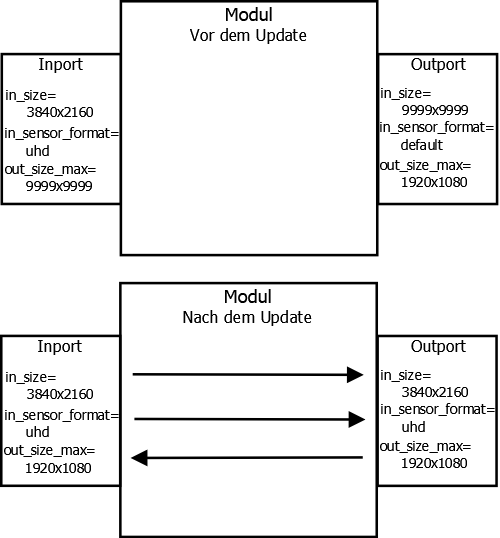 Modul
Vor dem Update
Inport
in_size=
3840x2160
in_sensor_format=
uhd
out_size_max=
9999x9999
Outport
in_size=
9999x9999
in_sensor_format=
default
out_size_max=
1920x1080
Modul
Nach dem Update
Inport
in_size=
3840x2160
in_sensor_format=
uhd
out_size_max=
1920x1080
Outport
in_size=
3840x2160
in_sensor_format=
uhd
out_size_max=
1920x1080